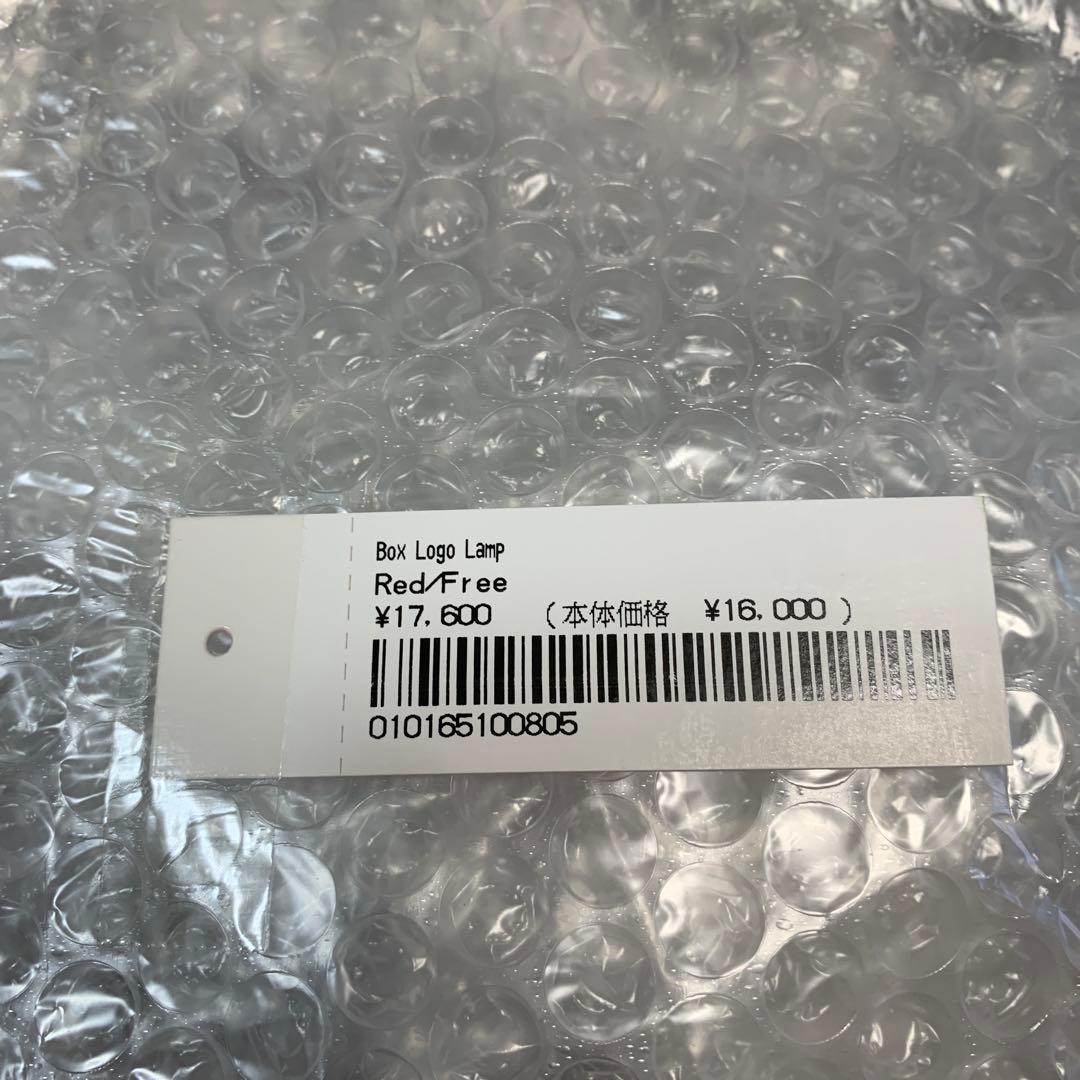 Box Logo Lamp
Red/Free
¥17,600 (本体価格 ¥16,000 )
010165100805